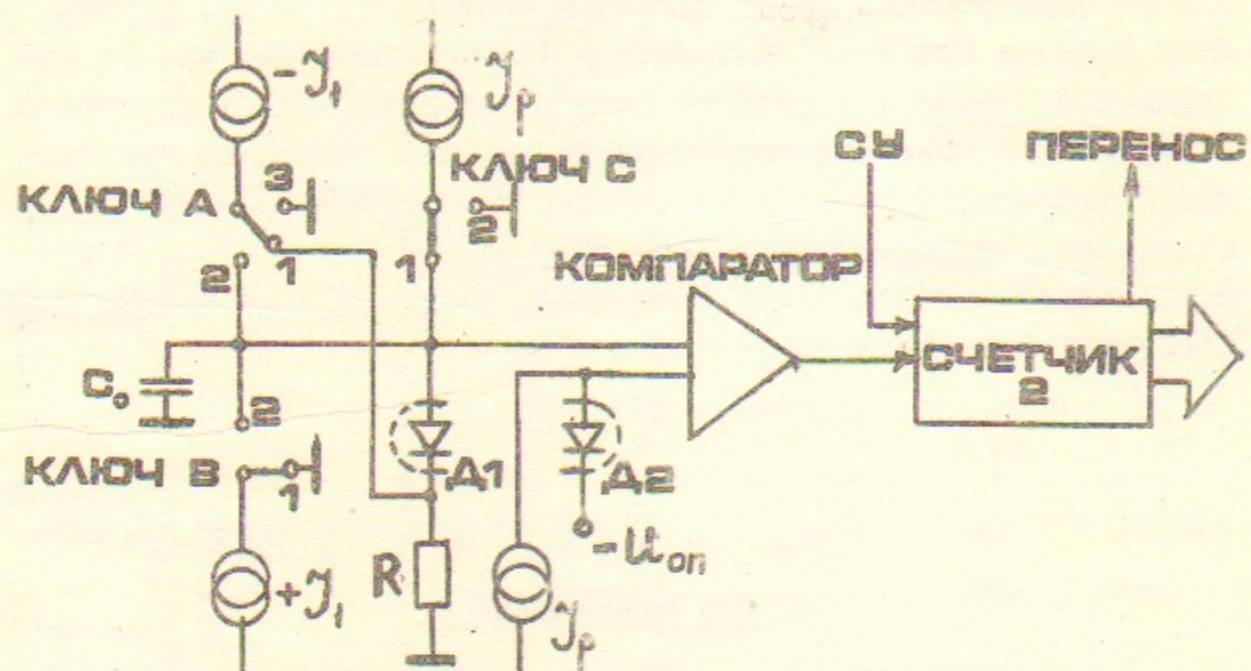 -J₁
Jₚ
КЛЮЧ С
СУ
ПЕРЕНОС
КЛЮЧ А
3
2
1
2
1
КОМПАРАТОР
СЧЕТЧИК
2
C₀
2
КЛЮЧ В
1
Д1
Д2
-Uоп
+J₁
R
Jₚ